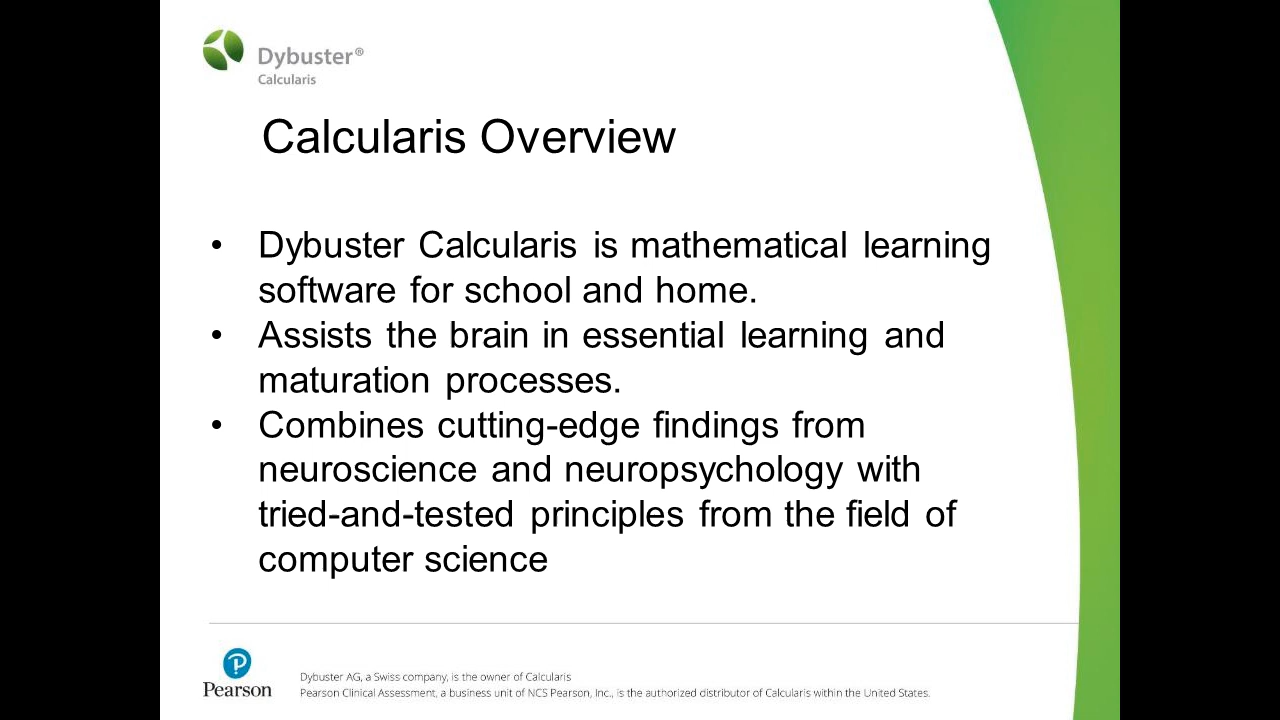 Dybuster®
Calcularis
Calcularis Overview
• Dybuster Calcularis is mathematical learning
software for school and home.
• Assists the brain in essential learning and
maturation processes.
• Combines cutting-edge findings from
neuroscience and neuropsychology with
tried-and-tested principles from the field of
computer science
Pearson
Dybuster AG, a Swiss company, is the owner of Calcularis
Pearson Clinical Assessment, a business unit of NCS Pearson, Inc., is the authorized distributor of Calcularis within the United States.